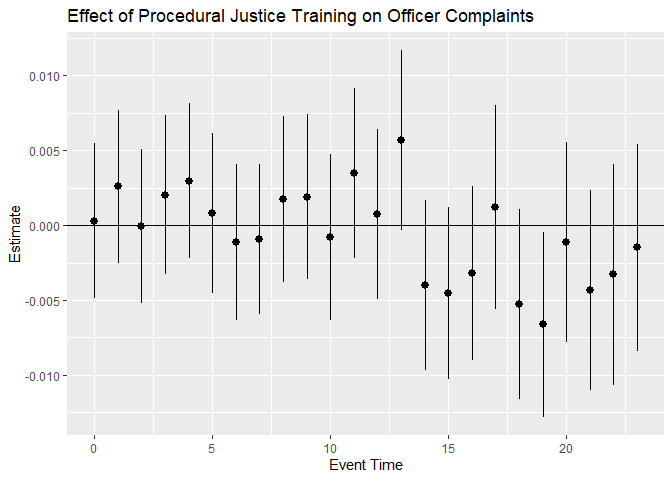 Effect of Procedural Justice Training on Officer Complaints
0.010
0.005
0.000
-0.005
-0.010
Estimate
0 5 10 15 20
Event Time